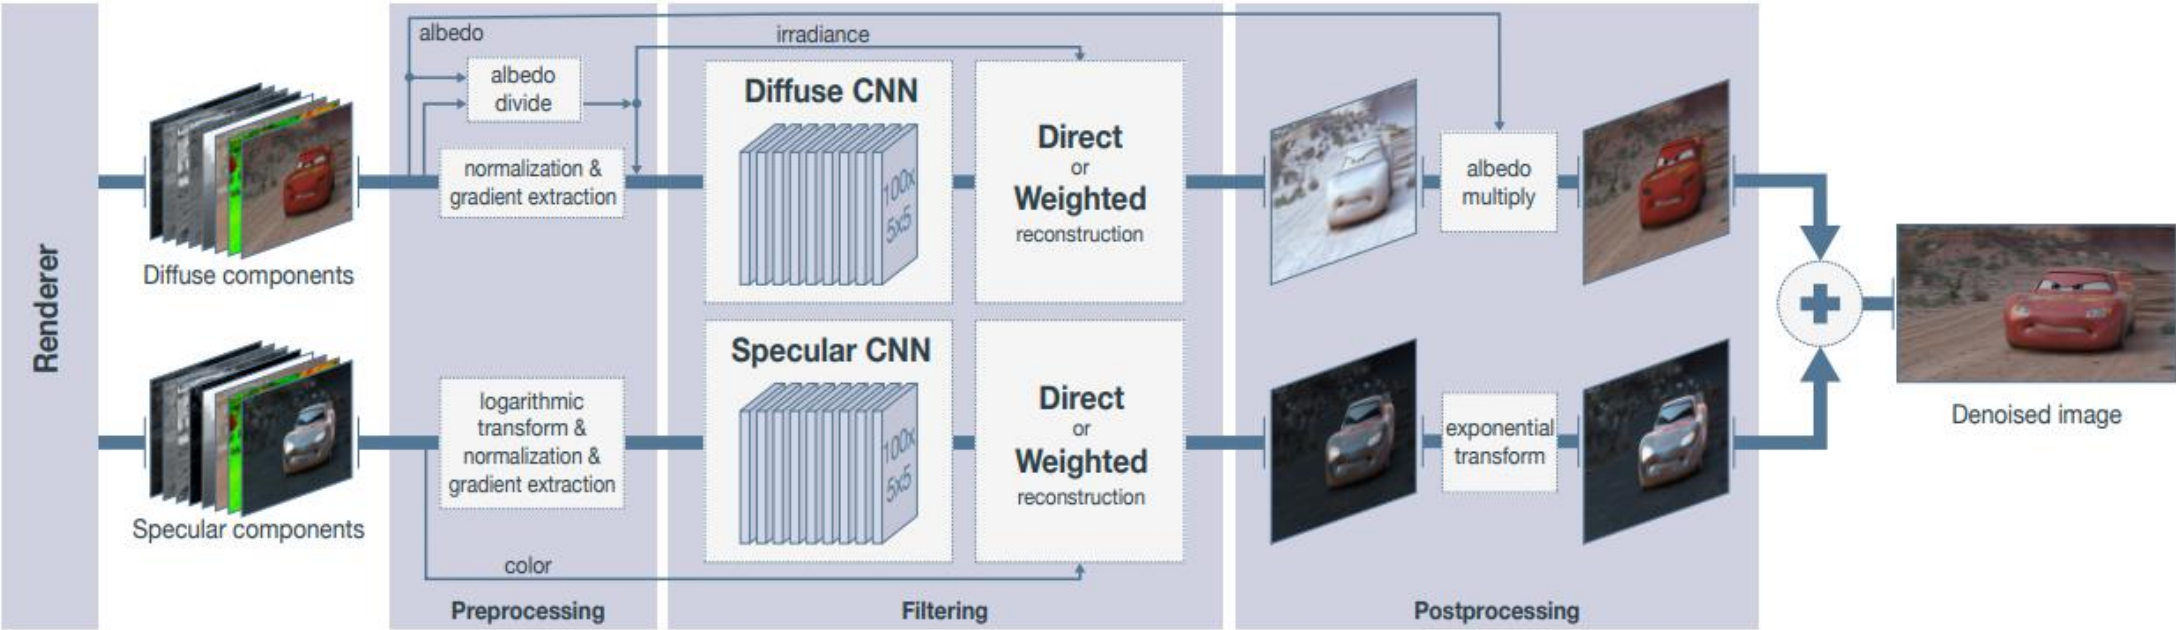 Renderer
Diffuse components
Specular components
albedo
albedo
divide
normalization &
gradient extraction
logarithmic
transform &
normalization &
gradient extraction
color
Preprocessing
irradiance
Diffuse CNN
100x
5x5
Direct
or
Weighted
reconstruction
Specular CNN
100x
5x5
Direct
or
Weighted
reconstruction
Filtering
albedo
multiply
exponential
transform
Postprocessing
Denoised image